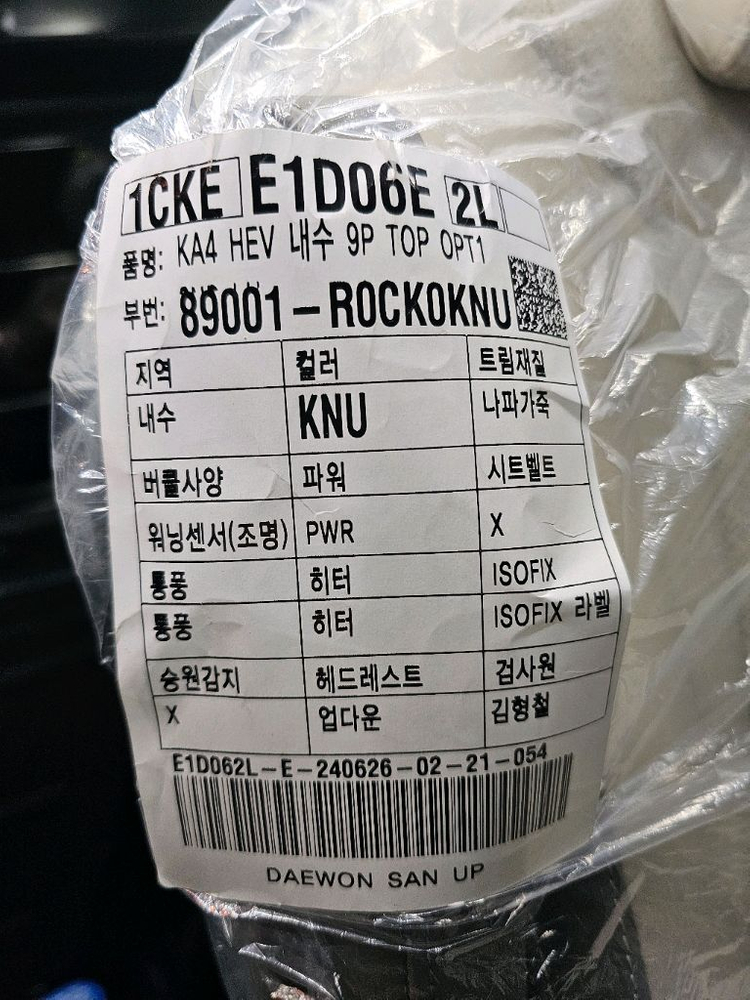 1CKE E1D06E 2L
품명: KA4 HEV 내수 9P TOP OPT1
부번: 89001-R0CK0KNU
지역 컬러 트림재질
내수 KNU 나파가죽
버클사양 파워 시트벨트
워닝센서(조명) PWR X
통풍 히터 ISOFIX
통풍 히터 ISOFIX 라벨
승원감지 헤드레스트 검사원
X 업다운 김형철
E1D062L-E-240626-02-21-054
DAEWON SAN UP